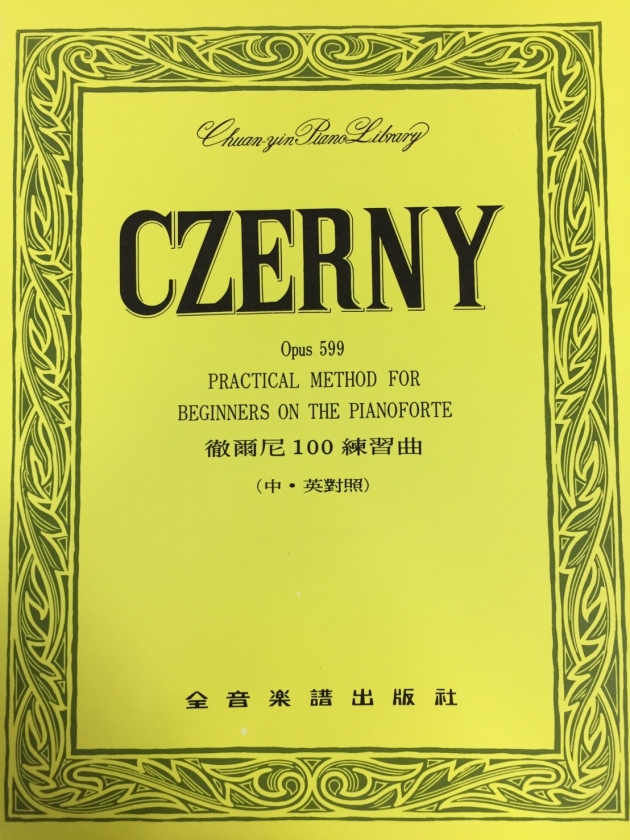 Chuan-yin Piano Library
CZERNY
Opus 599
PRACTICAL METHOD FOR
BEGINNERS ON THE PIANOFORTE
徹爾尼100練習曲
（中・英對照）
全音楽譜出版社